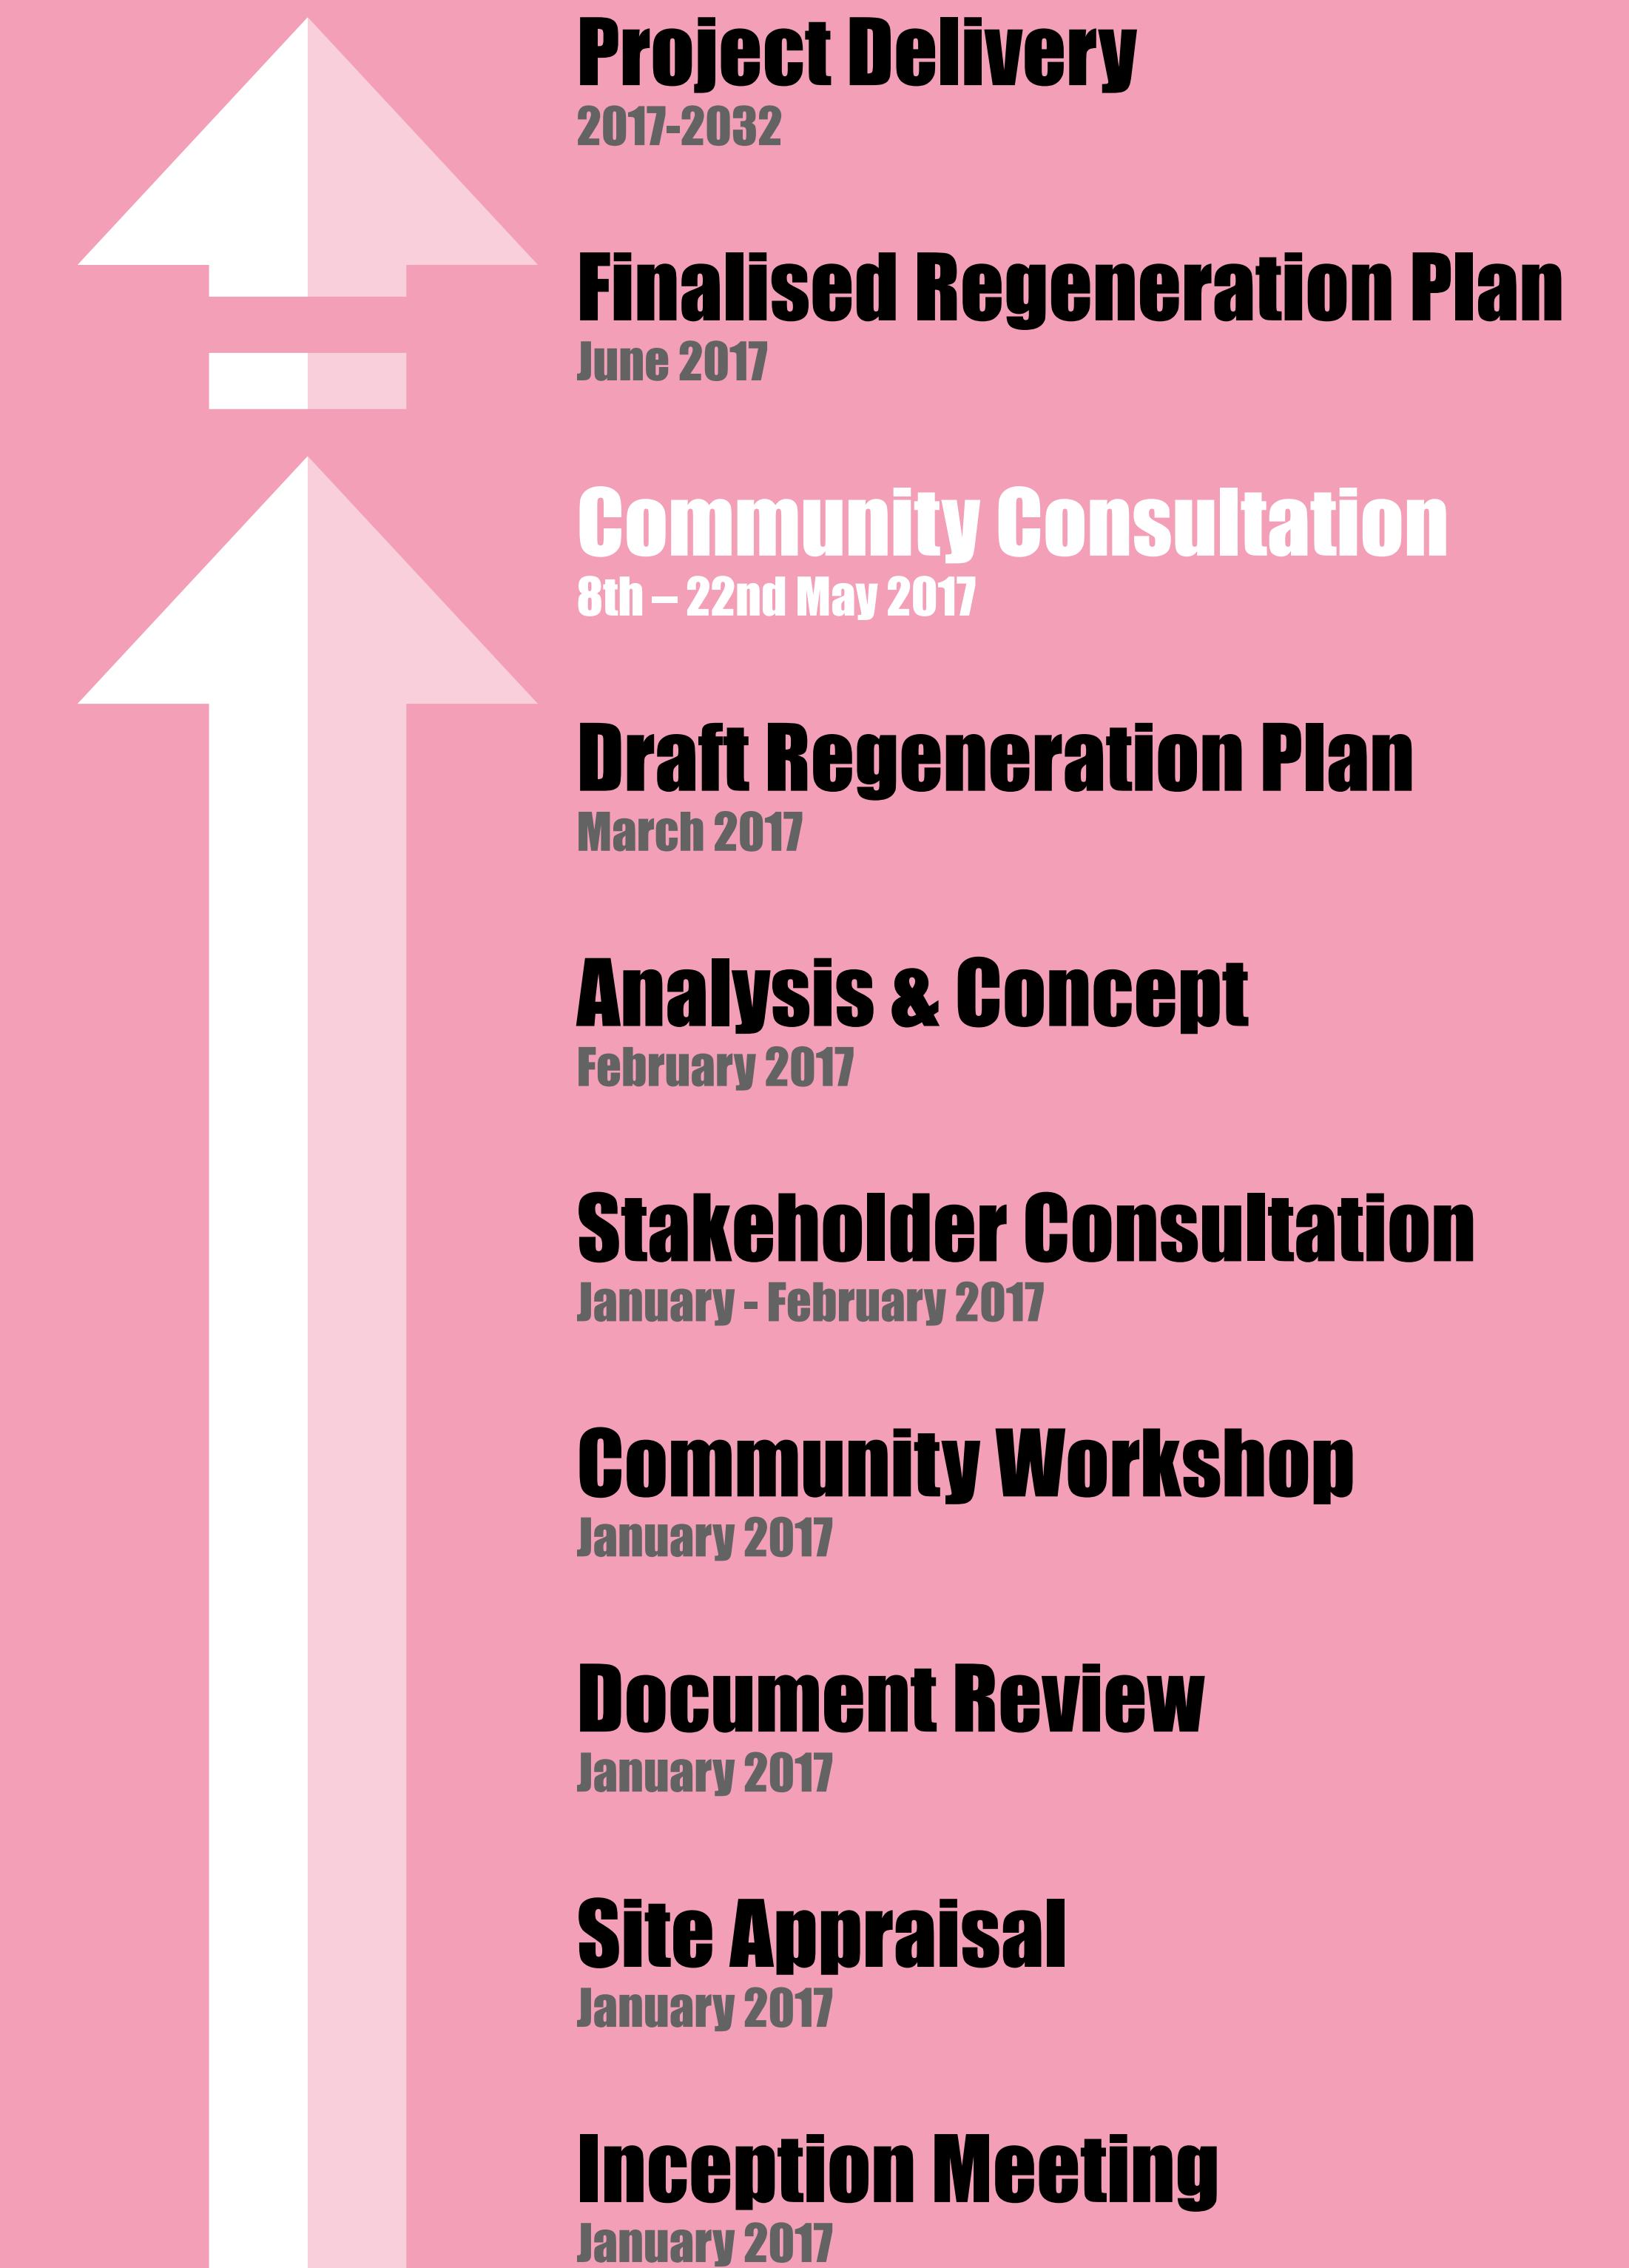 Project Delivery
2017-2032
Finalised Regeneration Plan
June 2017
Community Consultation
8th – 22nd May 2017
Draft Regeneration Plan
March 2017
Analysis & Concept
February 2017
Stakeholder Consultation
January - February 2017
Community Workshop
January 2017
Document Review
January 2017
Site Appraisal
January 2017
Inception Meeting
January 2017